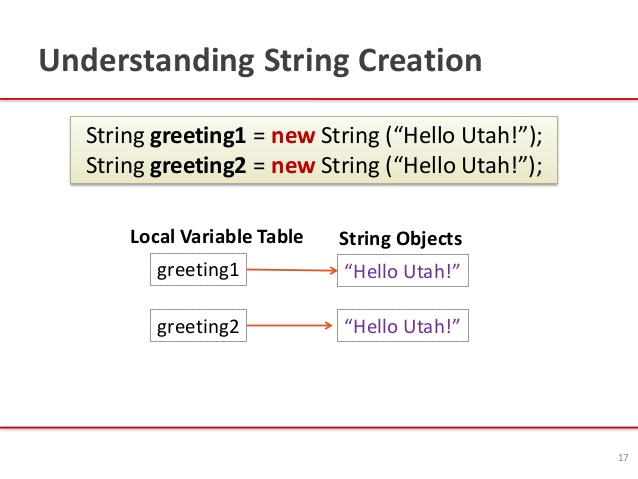 Understanding String Creation
String greeting1 = new String (“Hello Utah!”);
String greeting2 = new String (“Hello Utah!”);
Local Variable Table
String Objects
greeting1
“Hello Utah!”
greeting2
“Hello Utah!”
17